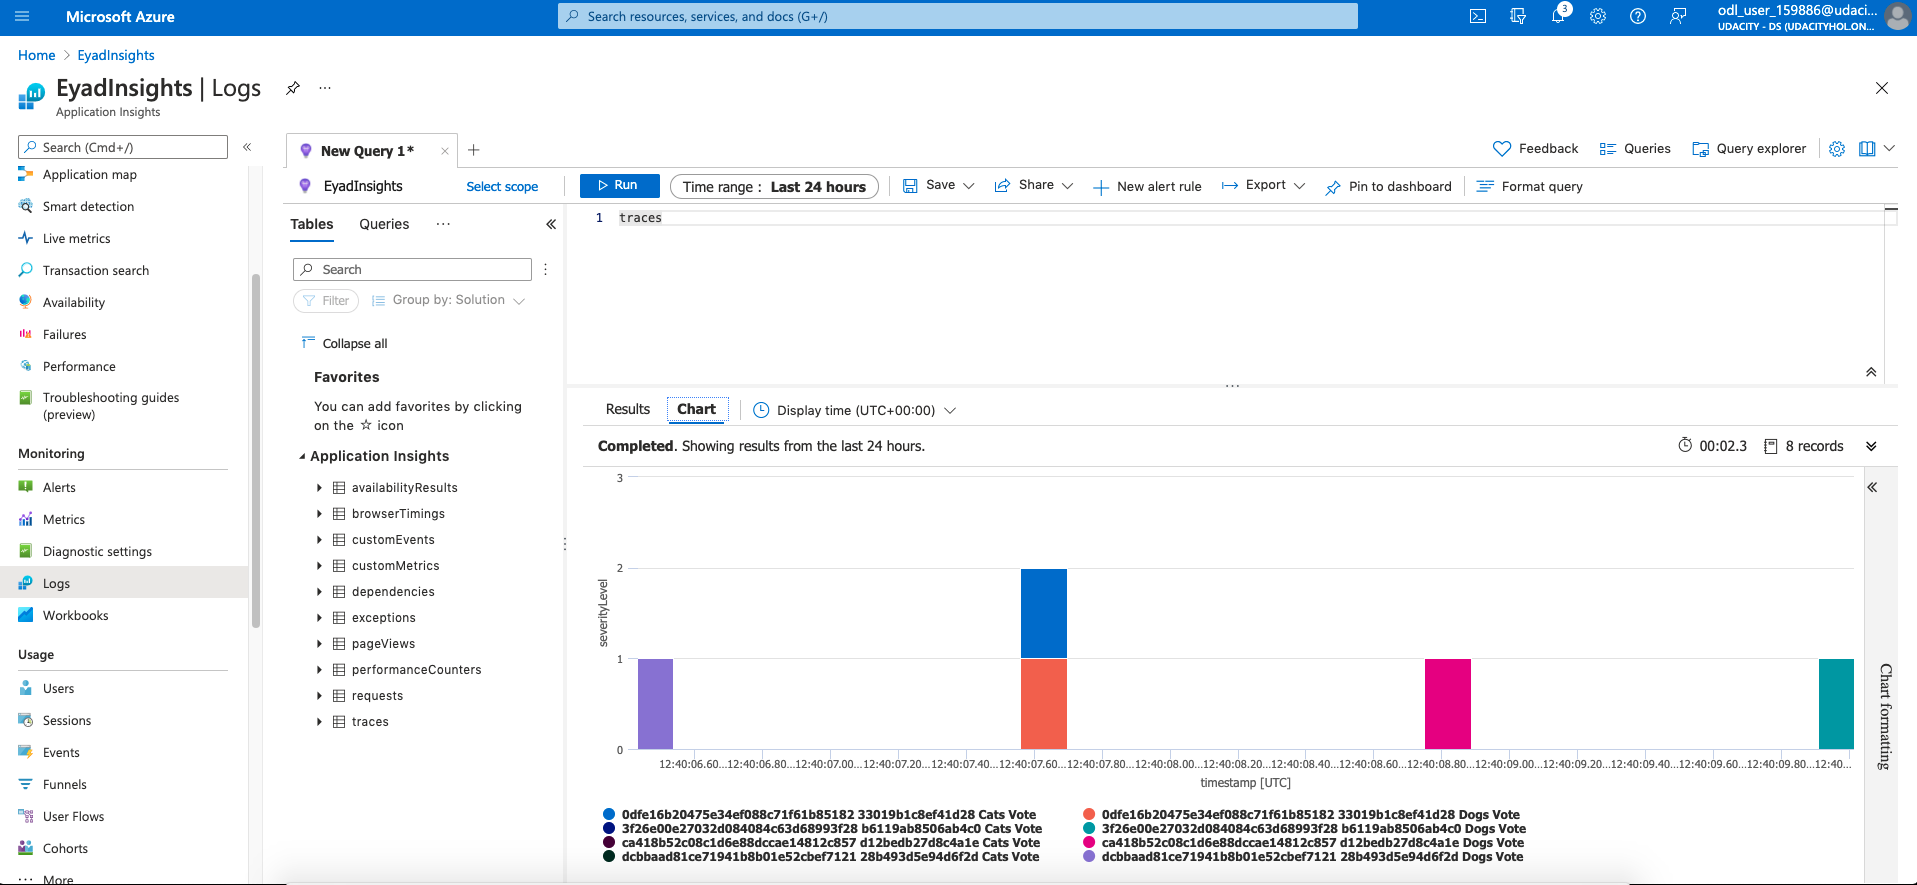 Microsoft Azure
Search resources, services, and docs (G+/)
3
odl_user_159886@udaci...
UDACITY - DS (UDACITYHOL.ON...
Home > EyadInsights
EyadInsights | Logs
...
Application Insights
Search (Cmd+/)
«
Application map
Smart detection
Live metrics
Transaction search
Availability
Failures
Performance
Troubleshooting guides
(preview)
Monitoring
Alerts
Metrics
Diagnostic settings
Logs
Workbooks
Usage
Users
Sessions
Events
Funnels
User Flows
Cohorts
... More
New Query 1*
Feedback
Queries
Query explorer
EyadInsights
Select scope
Run
Time range : Last 24 hours
Save
Share
New alert rule
Export
Pin to dashboard
Format query
Tables
Queries
...
Search
Filter
Group by: Solution
Collapse all
Favorites
You can add favorites by clicking
on the ☆ icon
Application Insights
availabilityResults
browserTimings
customEvents
customMetrics
dependencies
exceptions
pageViews
performanceCounters
requests
traces
1 traces
Results
Chart
Display time (UTC+00:00)
Completed. Showing results from the last 24 hours.
00:02.3
8 records
3
2
1
0
severityLevel
12:40:06.60...12:40:06.80...12:40:07.00...12:40:07.20...12:40:07.40...12:40:07.60...12:40:07.80...12:40:08.00...12:40:08.20...12:40:08.40...12:40:08.60...12:40:08.80...12:40:09.00...12:40:09.20...12:40:09.40...12:40:09.60...12:40:09.80...12:40...
timestamp [UTC]
0dfe16b20475e34ef088c71f61b85182 33019b1c8ef41d28 Cats Vote
0dfe16b20475e34ef088c71f61b85182 33019b1c8ef41d28 Dogs Vote
3f26e00e27032d084084c63d68993f28 b6119ab8506ab4c0 Cats Vote
3f26e00e27032d084084c63d68993f28 b6119ab8506ab4c0 Dogs Vote
ca418b52c08c1d6e88dccae14812c857 d12bedb27d8c4a1e Cats Vote
ca418b52c08c1d6e88dccae14812c857 d12bedb27d8c4a1e Dogs Vote
dcbbaad81ce71941b8b01e52cbef7121 28b493d5e94d6f2d Cats Vote
dcbbaad81ce71941b8b01e52cbef7121 28b493d5e94d6f2d Dogs Vote
Chart formatting